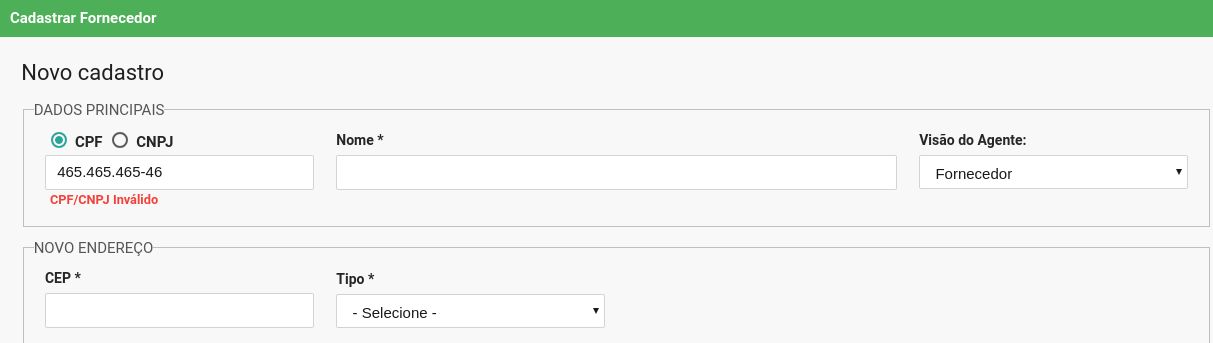 Cadastrar Fornecedor
Novo cadastro
DADOS PRINCIPAIS
CPF CNPJ Nome * Visão do Agente:
465.465.465-46 Fornecedor
CPF/CNPJ Inválido
NOVO ENDEREÇO
CEP * Tipo *
- Selecione -